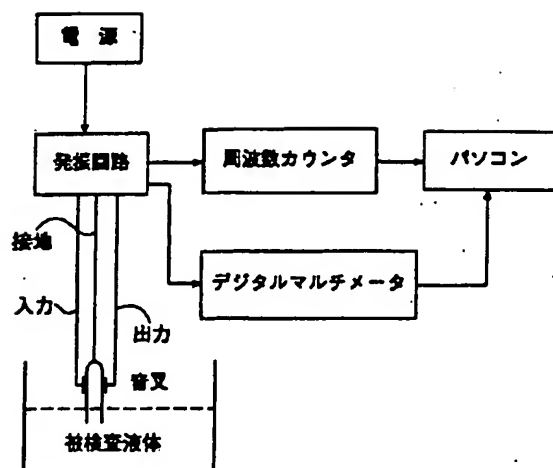 電 源
発振回路
周波数カウンタ
パソコン
接地
デジタルマルチメータ
入力
出力
音叉
被検査液体